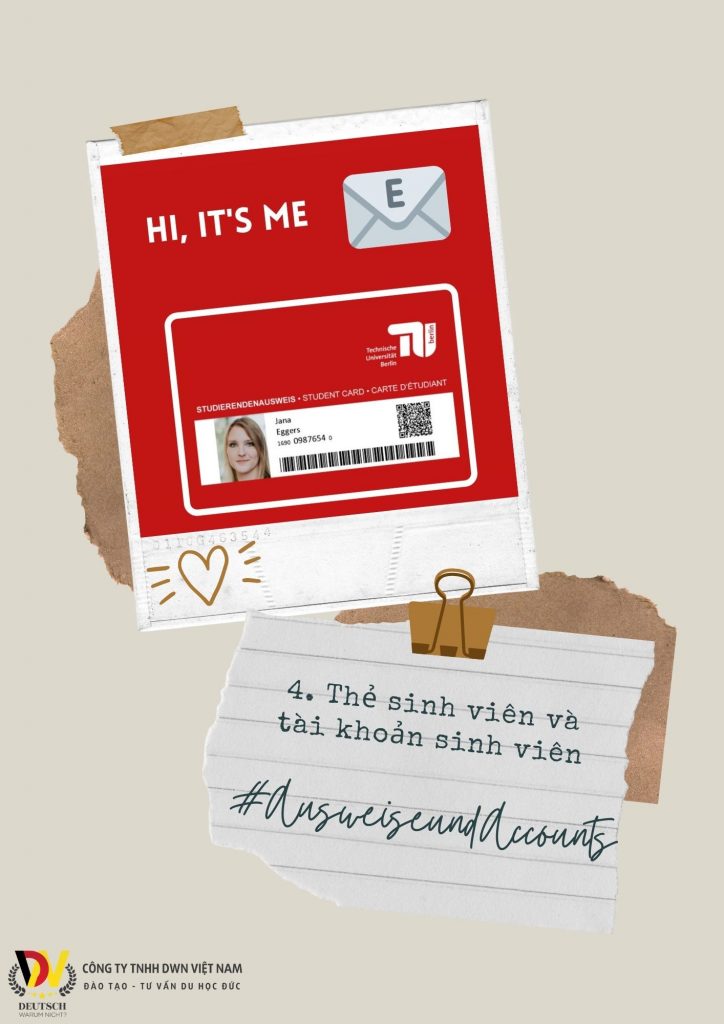 HI, IT'S ME
E
Technische
Universität
Berlin
berlin
STUDIERENDENAUSWEIS • STUDENT CARD • CARTE D'ÉTUDIANT
Jana
Eggers
1690 0987654 0
4. Thẻ sinh viên và
tài khoản sinh viên
#AusweiseundAccounts
DV
DEUTSCH
WARUM NICHT?
CÔNG TY TNHH DWN VIỆT NAM
ĐÀO TẠO - TƯ VẤN DU HỌC ĐỨC